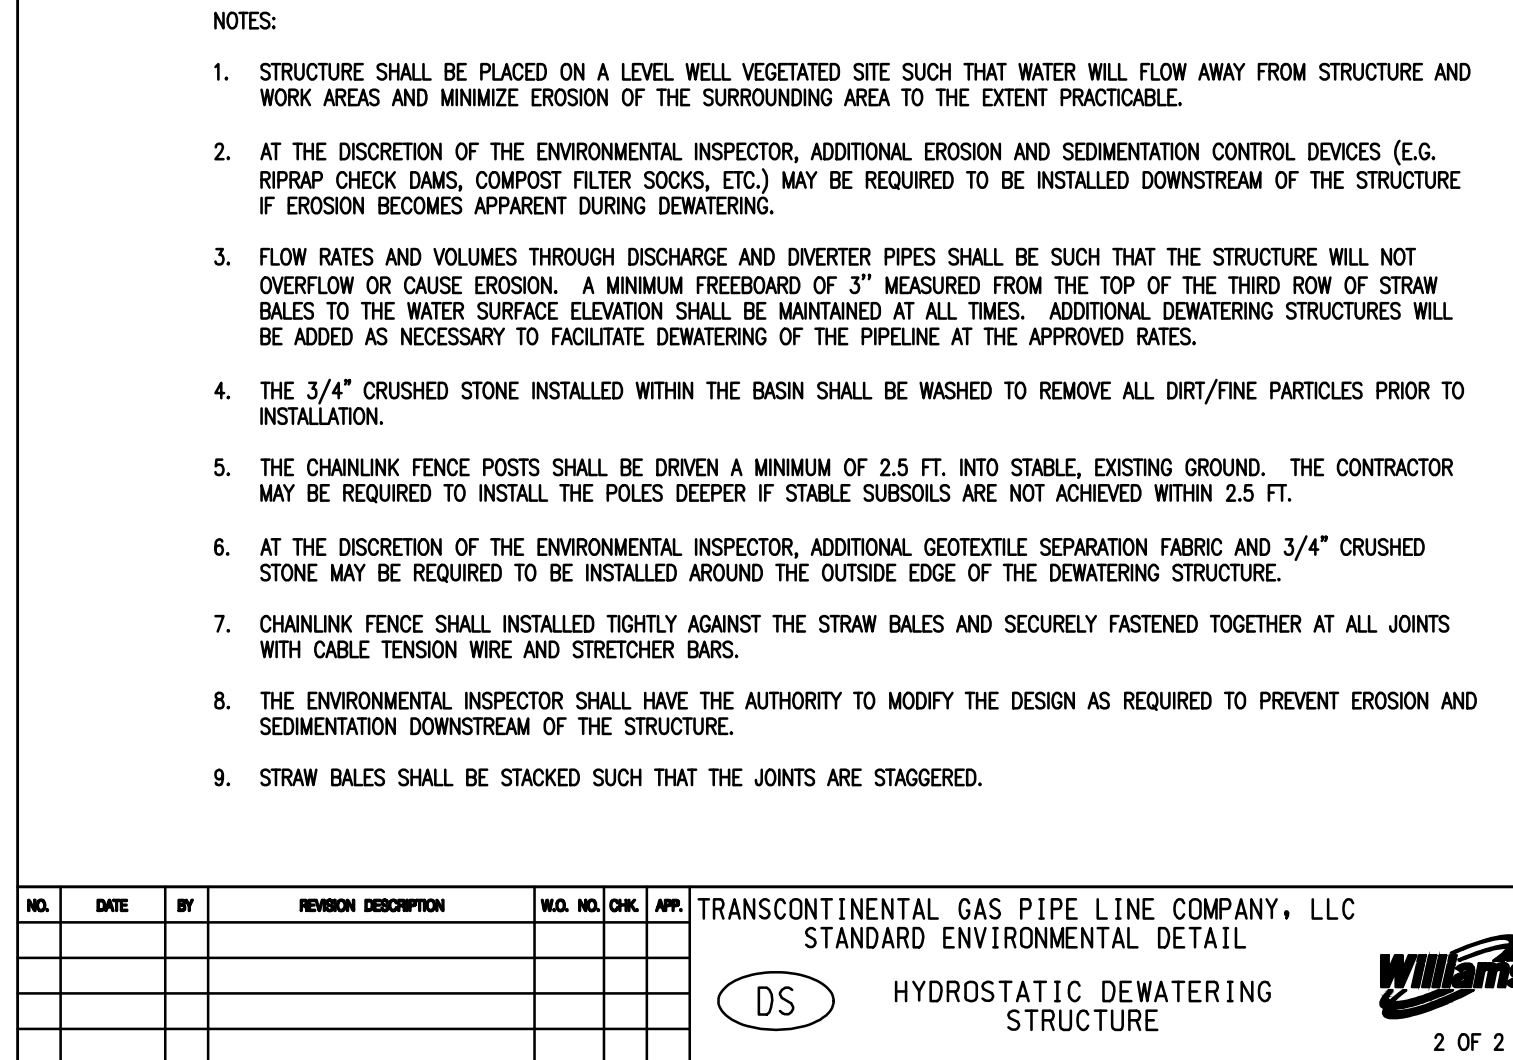 NOTES:
1. STRUCTURE SHALL BE PLACED ON A LEVEL WELL VEGETATED SITE SUCH THAT WATER WILL FLOW AWAY FROM STRUCTURE AND
WORK AREAS AND MINIMIZE EROSION OF THE SURROUNDING AREA TO THE EXTENT PRACTICABLE.
2. AT THE DISCRETION OF THE ENVIRONMENTAL INSPECTOR, ADDITIONAL EROSION AND SEDIMENTATION CONTROL DEVICES (E.G.
RIPRAP CHECK DAMS, COMPOST FILTER SOCKS, ETC.) MAY BE REQUIRED TO BE INSTALLED DOWNSTREAM OF THE STRUCTURE
IF EROSION BECOMES APPARENT DURING DEWATERING.
3. FLOW RATES AND VOLUMES THROUGH DISCHARGE AND DIVERTER PIPES SHALL BE SUCH THAT THE STRUCTURE WILL NOT
OVERFLOW OR CAUSE EROSION. A MINIMUM FREEBOARD OF 3" MEASURED FROM THE TOP OF THE THIRD ROW OF STRAW
BALES TO THE WATER SURFACE ELEVATION SHALL BE MAINTAINED AT ALL TIMES. ADDITIONAL DEWATERING STRUCTURES WILL
BE ADDED AS NECESSARY TO FACILITATE DEWATERING OF THE PIPELINE AT THE APPROVED RATES.
4. THE 3/4" CRUSHED STONE INSTALLED WITHIN THE BASIN SHALL BE WASHED TO REMOVE ALL DIRT/FINE PARTICLES PRIOR TO
INSTALLATION.
5. THE CHAINLINK FENCE POSTS SHALL BE DRIVEN A MINIMUM OF 2.5 FT. INTO STABLE, EXISTING GROUND. THE CONTRACTOR
MAY BE REQUIRED TO INSTALL THE POLES DEEPER IF STABLE SUBSOILS ARE NOT ACHIEVED WITHIN 2.5 FT.
6. AT THE DISCRETION OF THE ENVIRONMENTAL INSPECTOR, ADDITIONAL GEOTEXTILE SEPARATION FABRIC AND 3/4" CRUSHED
STONE MAY BE REQUIRED TO BE INSTALLED AROUND THE OUTSIDE EDGE OF THE DEWATERING STRUCTURE.
7. CHAINLINK FENCE SHALL INSTALLED TIGHTLY AGAINST THE STRAW BALES AND SECURELY FASTENED TOGETHER AT ALL JOINTS
WITH CABLE TENSION WIRE AND STRETCHER BARS.
8. THE ENVIRONMENTAL INSPECTOR SHALL HAVE THE AUTHORITY TO MODIFY THE DESIGN AS REQUIRED TO PREVENT EROSION AND
SEDIMENTATION DOWNSTREAM OF THE STRUCTURE.
9. STRAW BALES SHALL BE STACKED SUCH THAT THE JOINTS ARE STAGGERED.
NO. DATE BY REVISION DESCRIPTION W.O. NO. CHK. APP.
TRANSCONTINENTAL GAS PIPE LINE COMPANY, LLC
STANDARD ENVIRONMENTAL DETAIL
DS
HYDROSTATIC DEWATERING
STRUCTURE
Williams
2 OF 2